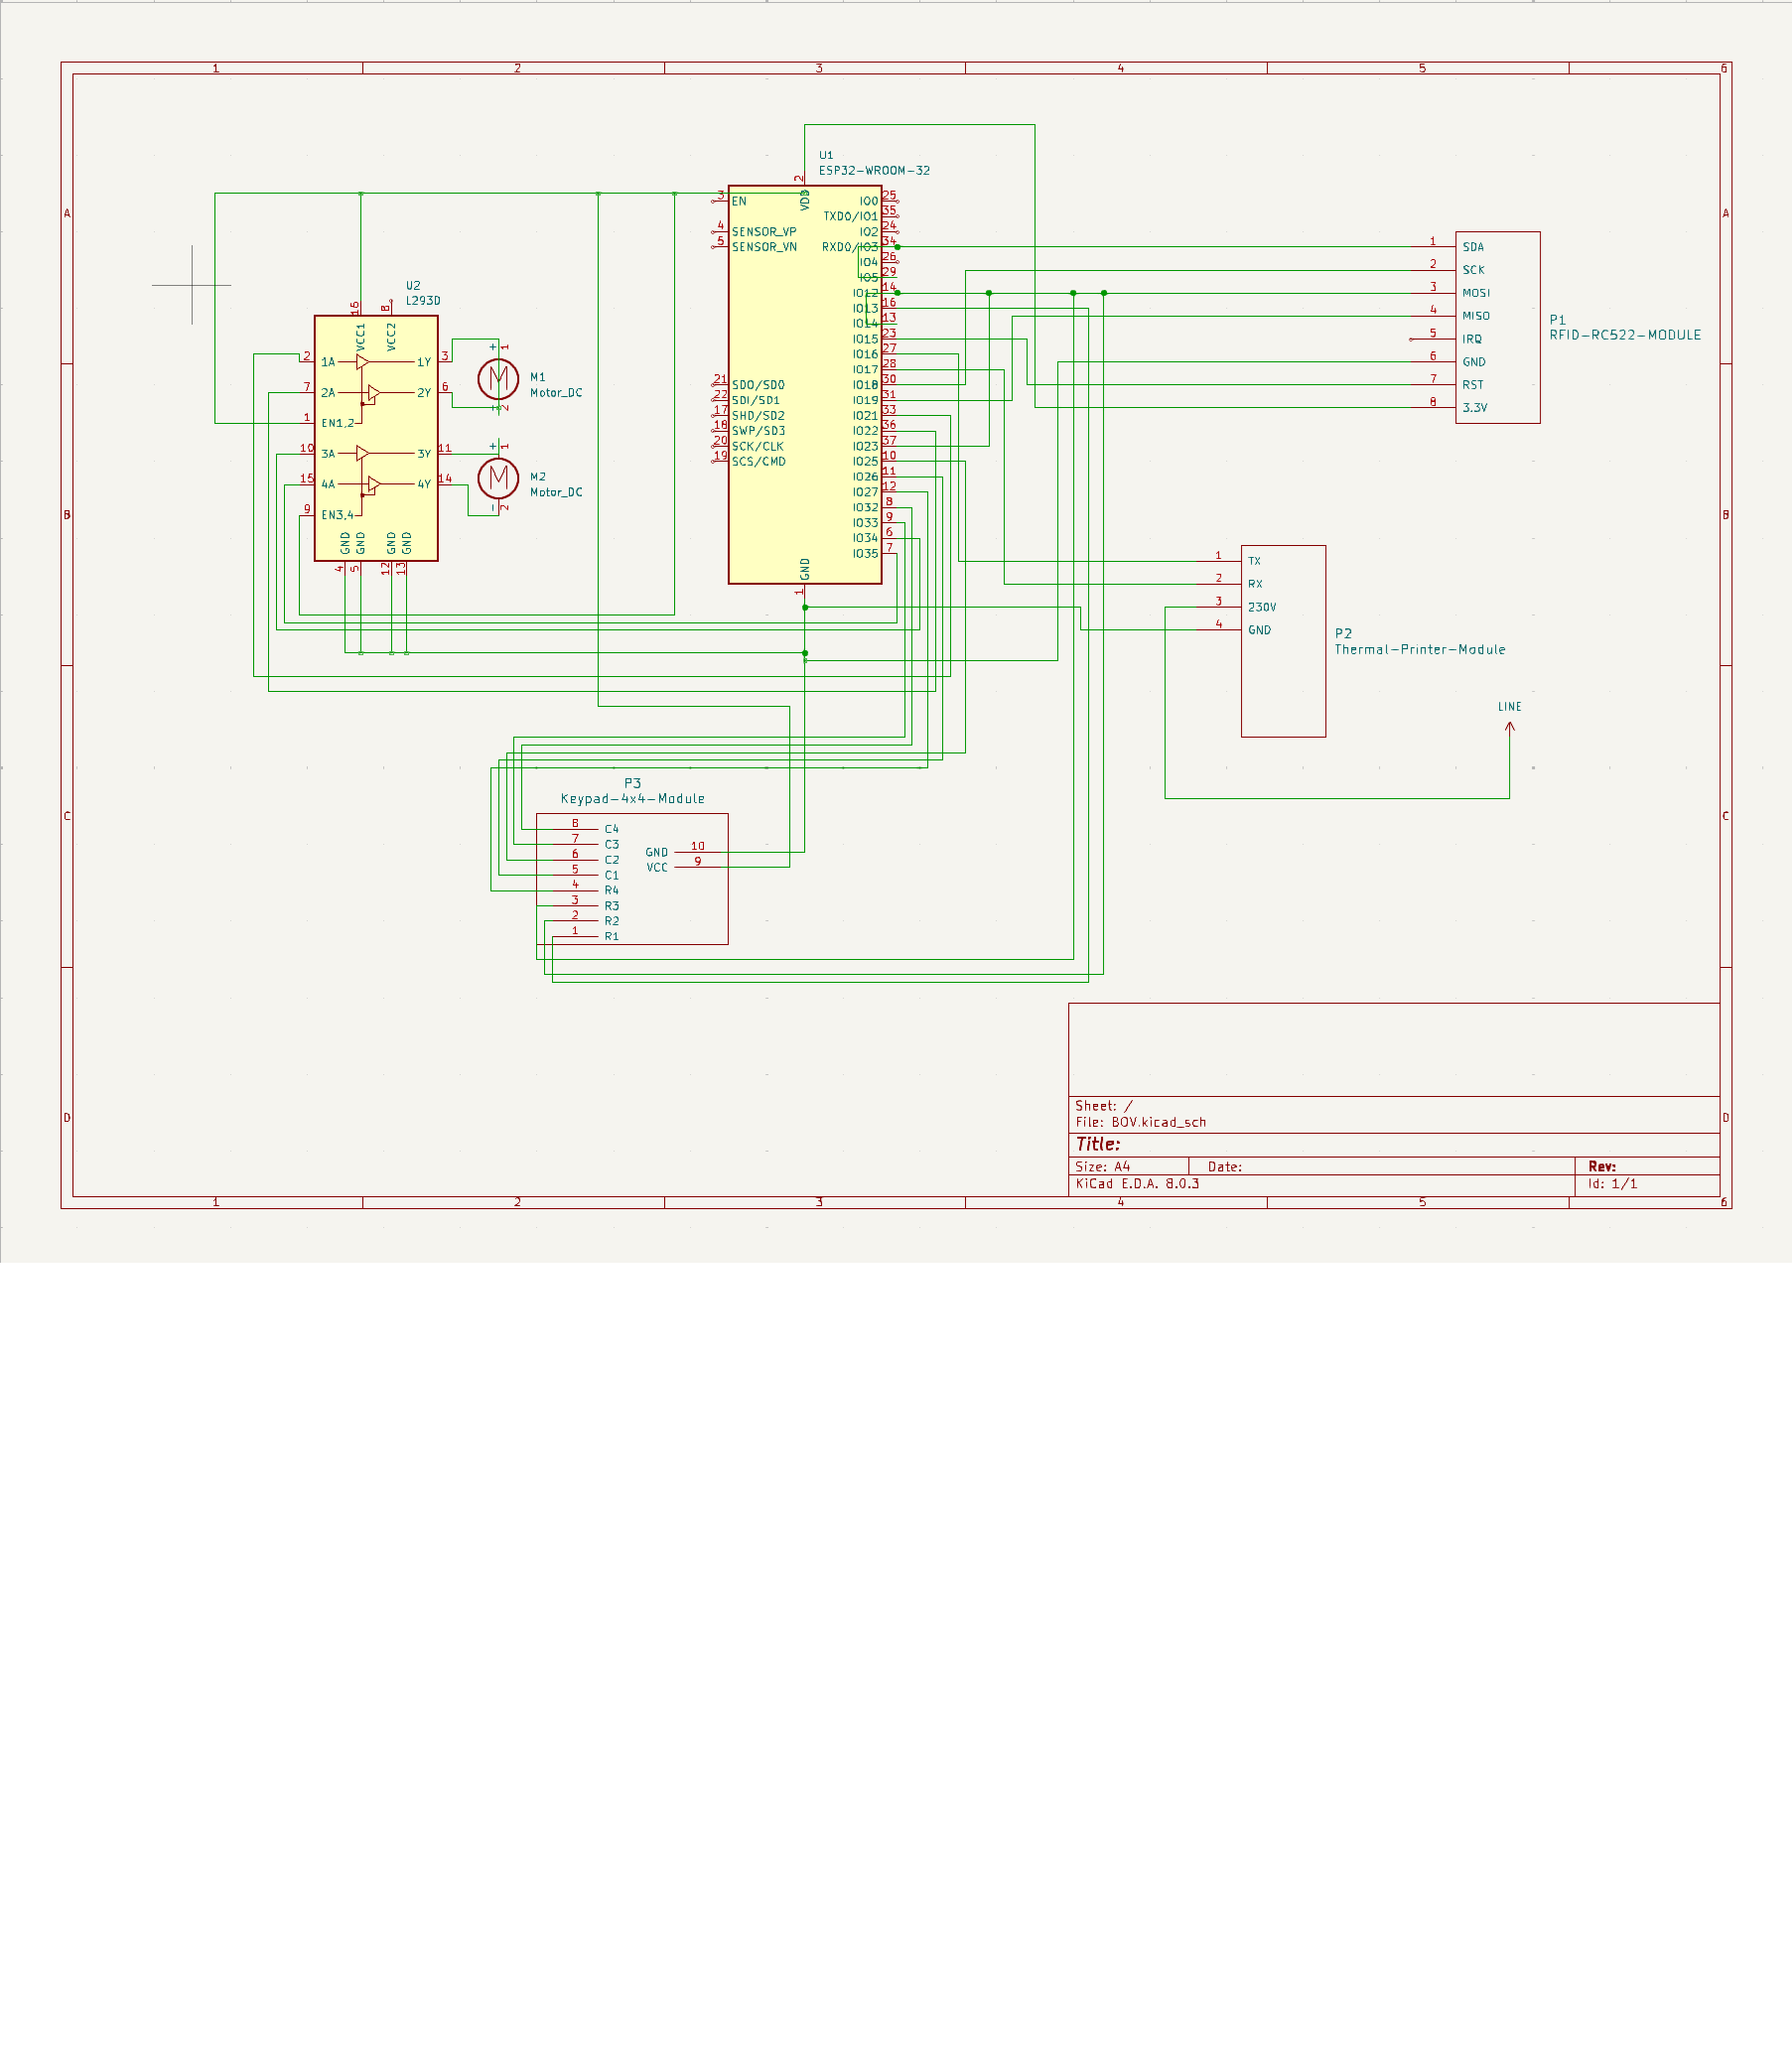 1 2 3 4 5 6
A
B
C
D
U1
ESP32-WROOM-32
2
VDD
3 EN
4 SENSOR_VP
5 SENSOR_VN
21 SDO/SD0
22 SDI/SD1
17 SHD/SD2
18 SWP/SD3
20 SCK/CLK
19 SCS/CMD
IO0 25
TXD0/IO1 35
IO2 24
RXD0/IO3 34
IO4 26
IO5 29
IO12 14
IO13 16
IO14 13
IO15 23
IO16 27
IO17 28
IO18 30
IO19 31
IO21 33
IO22 36
IO23 37
IO25 10
IO26 11
IO27 12
IO32 8
IO33 9
IO34 6
IO35 7
GND
1
U2
L293D
16 8
VCC1 VCC2
2 1A 1Y 3
7 2A 2Y 6
1 EN1,2
10 3A 3Y 11
15 4A 4Y 14
9 EN3,4
GND GND GND GND
4 5 12 13
+ 1
M
M1
Motor_DC
2
+ 1
M
M2
Motor_DC
- 2
1 SDA
2 SCK
3 MOSI
4 MISO
5 IRQ
6 GND
7 RST
8 3.3V
P1
RFID-RC522-MODULE
1 TX
2 RX
3 230V
4 GND
P2
Thermal-Printer-Module
LINE
P3
Keypad-4x4-Module
8 C4
7 C3
6 C2
5 C1
4 R4
3 R3
2 R2
1 R1
GND 10
VCC 9
Sheet: /
File: BOV.kicad_sch
Title:
Size: A4 Date: Rev:
KiCad E.D.A. 8.0.3 Id: 1/1
A
B
C
D
1 2 3 4 5 6